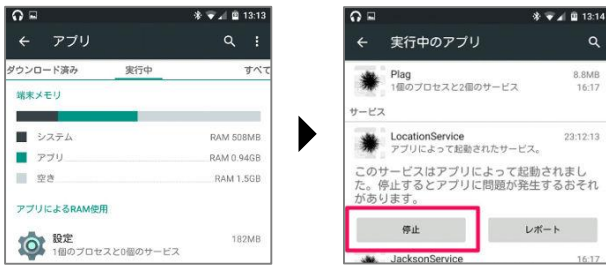 13:13
アプリ
ダウンロード済み 実行中 すべて
端末メモリ
システム RAM 508MB
アプリ RAM 0.94GB
空き RAM 1.5GB
アプリによるRAM使用
設定 182MB
1個のプロセスと0個のサービス
13:14
実行中のアプリ
Plag 8.8MB
1個のプロセスと2個のサービス 16:17
サービス
LocationService 23:12:13
アプリによって起動されたサービス。
このサービスはアプリによって起動されまし
た。停止するとアプリに問題が発生するおそれ
があります。
停止 レポート
JacksonService 16:17